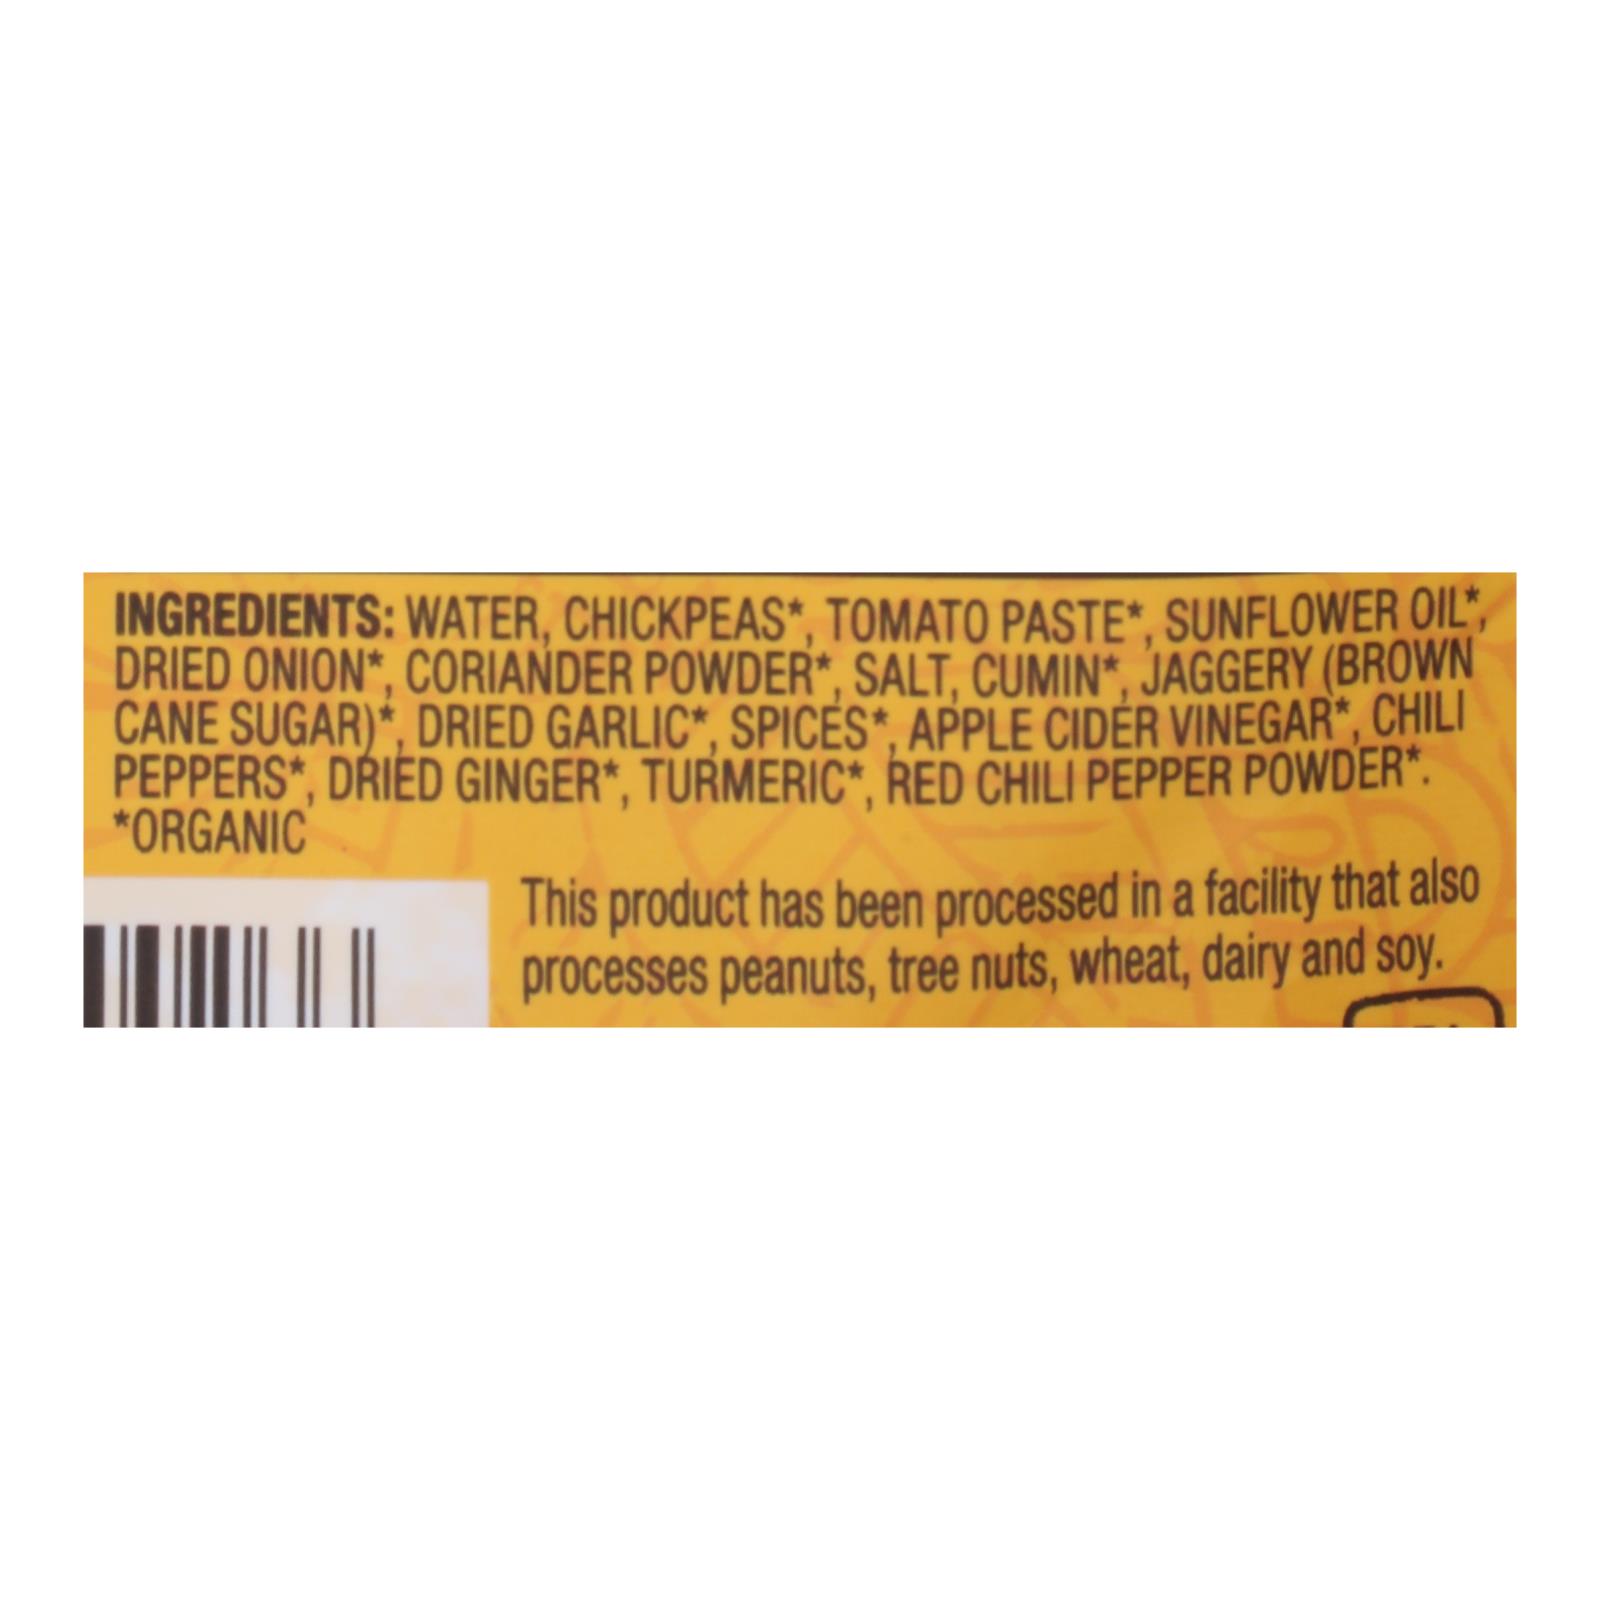 INGREDIENTS: WATER, CHICKPEAS*, TOMATO PASTE*, SUNFLOWER OIL*,
DRIED ONION*, CORIANDER POWDER*, SALT, CUMIN*, JAGGERY (BROWN
CANE SUGAR)*, DRIED GARLIC*, SPICES*, APPLE CIDER VINEGAR*, CHILI
PEPPERS*, DRIED GINGER*, TURMERIC*, RED CHILI PEPPER POWDER*.
*ORGANIC
This product has been processed in a facility that also
processes peanuts, tree nuts, wheat, dairy and soy.